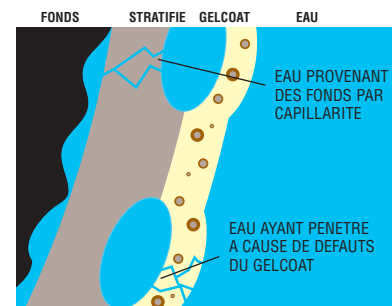 FONDS STRATIFIE GELCOAT EAU
EAU PROVENANT
DES FONDS PAR
CAPILLARITE
EAU AYANT PENETRE
A CAUSE DE DEFAUTS
DU GELCOAT